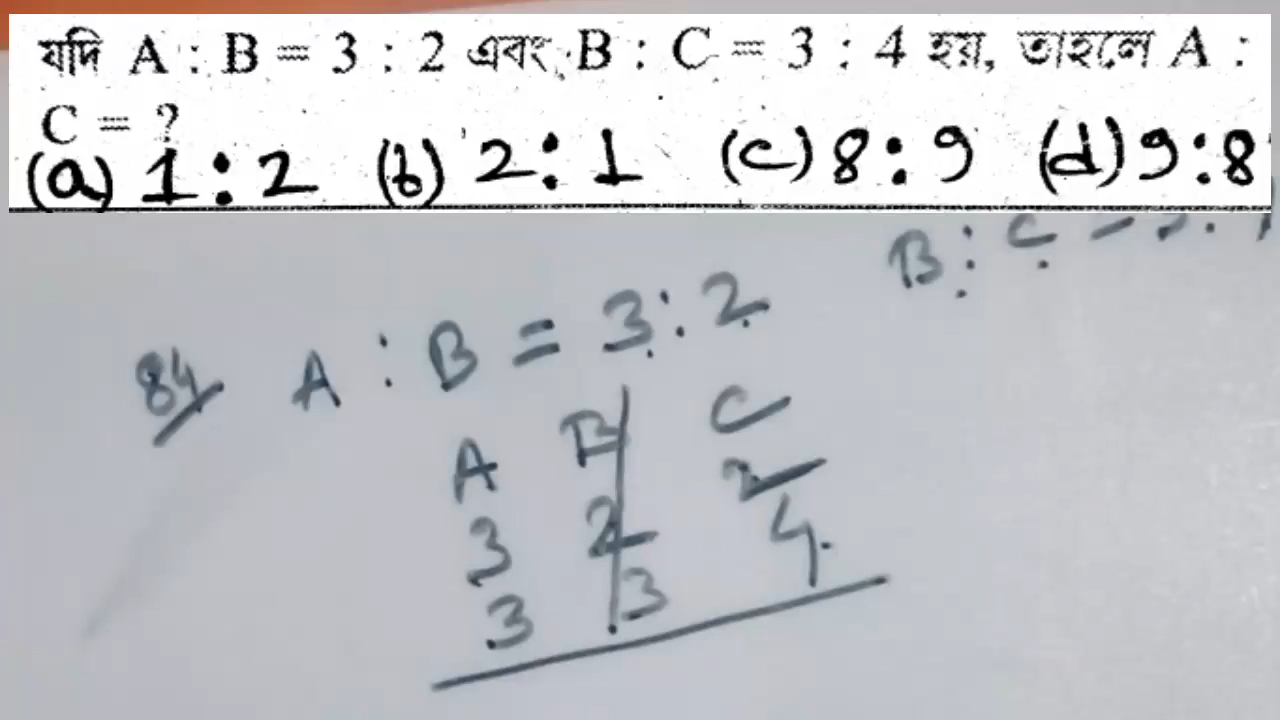 যদি A : B = 3 : 2 এবং B : C = 3 : 4 হয়, তাহলে A :
C = ?
(a) 1 : 2 (b) 2 : 1 (c) 8 : 9 (d) 9 : 8
B : C
84 A : B = 3 : 2
A B C
3 2 2
3 3 4